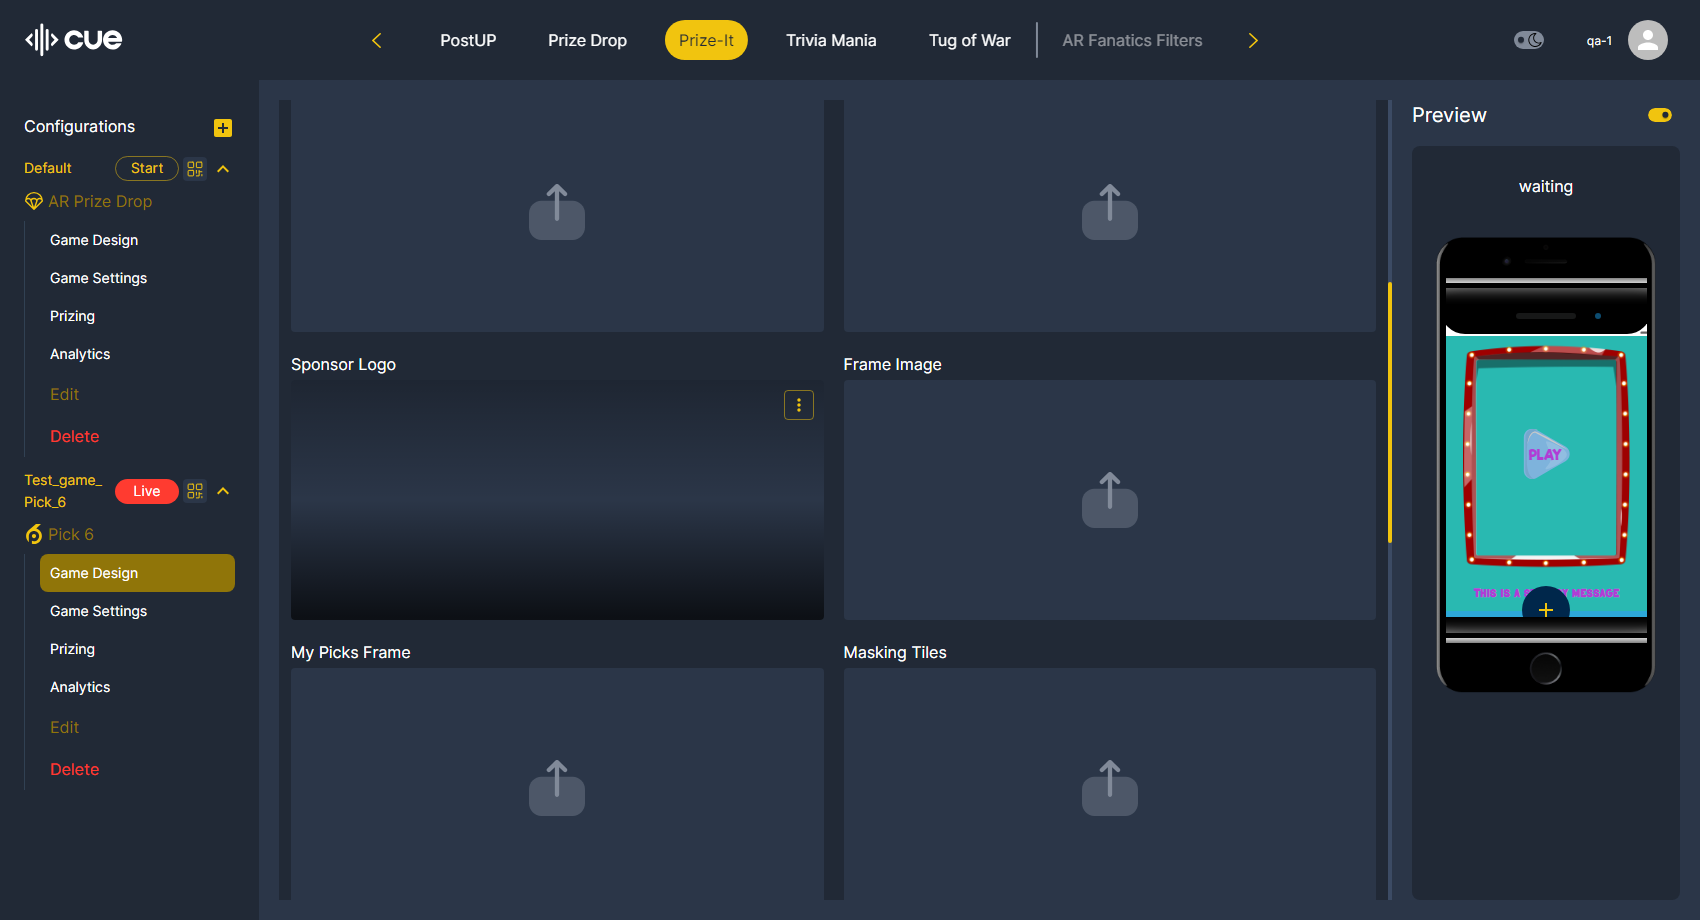 cue
PostUP
Prize Drop
Prize-It
Trivia Mania
Tug of War
AR Fanatics Filters
qa-1
Configurations
Default
Start
AR Prize Drop
Game Design
Game Settings
Prizing
Analytics
Edit
Delete
Test_game_
Pick_6
Live
Pick 6
Game Design
Game Settings
Prizing
Analytics
Edit
Delete
Sponsor Logo
Frame Image
My Picks Frame
Masking Tiles
Preview
waiting
PLAY
THIS IS A MESSAGE